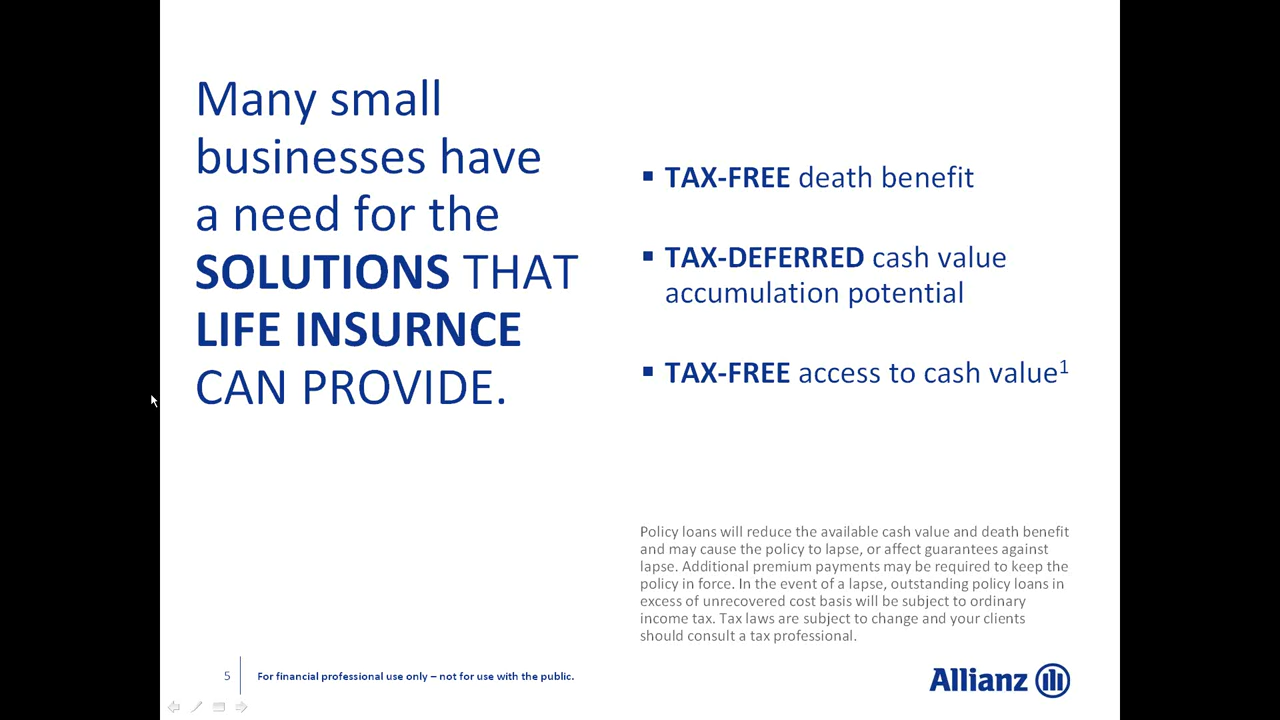 Many small
businesses have
a need for the
SOLUTIONS THAT
LIFE INSURNCE
CAN PROVIDE.
▪ TAX-FREE death benefit
▪ TAX-DEFERRED cash value
accumulation potential
▪ TAX-FREE access to cash value¹
Policy loans will reduce the available cash value and death benefit
and may cause the policy to lapse, or affect guarantees against
lapse. Additional premium payments may be required to keep the
policy in force. In the event of a lapse, outstanding policy loans in
excess of unrecovered cost basis will be subject to ordinary
income tax. Tax laws are subject to change and your clients
should consult a tax professional.
5
For financial professional use only – not for use with the public.
Allianz